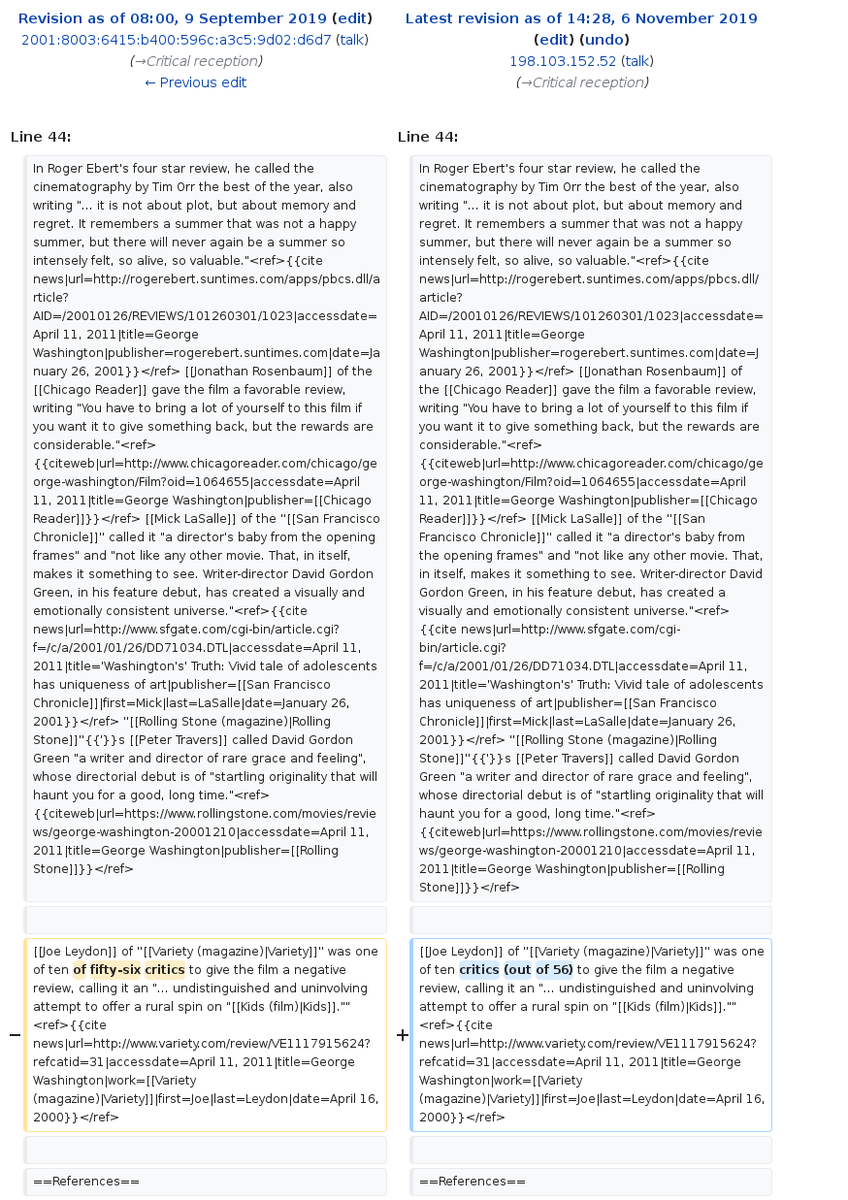 Revision as of 08:00, 9 September 2019 (edit)
2001:8003:6415:b400:596c:a3c5:9d02:d6d7 (talk)
(→Critical reception)
← Previous edit
Latest revision as of 14:28, 6 November 2019
(edit) (undo)
198.103.152.52 (talk)
(→Critical reception)
Line 44:
In Roger Ebert's four star review, he called the
cinematography by Tim Orr the best of the year, also
writing "... it is not about plot, but about memory and
regret. It remembers a summer that was not a happy
summer, but there will never again be a summer so
intensely felt, so alive, so valuable."<ref>{{cite
news|url=http://rogerebert.suntimes.com/apps/pbcs.dll/a
rticle?
AID=/20010126/REVIEWS/101260301/1023|accessdate=
April 11, 2011|title=George
Washington|publisher=rogerebert.suntimes.com|date=Ja
nuary 26, 2001}}</ref> [[Jonathan Rosenbaum]] of the
[[Chicago Reader]] gave the film a favorable review,
writing "You have to bring a lot of yourself to this film if
you want it to give something back, but the rewards are
considerable."<ref>
{{citeweb|url=http://www.chicagoreader.com/chicago/ge
orge-washington/Film?oid=1064655|accessdate=April
11, 2011|title=George Washington|publisher=[[Chicago
Reader]]}}</ref> [[Mick LaSalle]] of the "[[San Francisco
Chronicle]]" called it "a director's baby from the opening
frames" and "not like any other movie. That, in itself,
makes it something to see. Writer-director David Gordon
Green, in his feature debut, has created a visually and
emotionally consistent universe."<ref>{{cite
news|url=http://www.sfgate.com/cgi-bin/article.cgi?
f=/c/a/2001/01/26/DD71034.DTL|accessdate=April 11,
2011|title='Washington's' Truth: Vivid tale of adolescents
has uniqueness of art|publisher=[[San Francisco
Chronicle]]|first=Mick|last=LaSalle|date=January 26,
2001}}</ref> "[[Rolling Stone (magazine)|Rolling
Stone]]"{{'}}s [[Peter Travers]] called David Gordon
Green "a writer and director of rare grace and feeling",
whose directorial debut is of "startling originality that will
haunt you for a good, long time."<ref>
{{citeweb|url=https://www.rollingstone.com/movies/revie
ws/george-washington-20001210|accessdate=April 11,
2011|title=George Washington|publisher=[[Rolling
Stone]]}}</ref>
Line 44:
In Roger Ebert's four star review, he called the
cinematography by Tim Orr the best of the year, also
writing "... it is not about plot, but about memory and
regret. It remembers a summer that was not a happy
summer, but there will never again be a summer so
intensely felt, so alive, so valuable."<ref>{{cite
news|url=http://rogerebert.suntimes.com/apps/pbcs.dll/
article?
AID=/20010126/REVIEWS/101260301/1023|accessdate=
April 11, 2011|title=George
Washington|publisher=rogerebert.suntimes.com|date=J
anuary 26, 2001}}</ref> [[Jonathan Rosenbaum]] of
the [[Chicago Reader]] gave the film a favorable review,
writing "You have to bring a lot of yourself to this film if
you want it to give something back, but the rewards are
considerable."<ref>
{{citeweb|url=http://www.chicagoreader.com/chicago/ge
orge-washington/Film?oid=1064655|accessdate=April
11, 2011|title=George Washington|publisher=[[Chicago
Reader]]}}</ref> [[Mick LaSalle]] of the "[[San
Francisco Chronicle]]" called it "a director's baby from
the opening frames" and "not like any other movie. That,
in itself, makes it something to see. Writer-director David
Gordon Green, in his feature debut, has created a
visually and emotionally consistent universe."<ref>
{{cite news|url=http://www.sfgate.com/cgi-
bin/article.cgi?
f=/c/a/2001/01/26/DD71034.DTL|accessdate=April 11,
2011|title='Washington's' Truth: Vivid tale of adolescents
has uniqueness of art|publisher=[[San Francisco
Chronicle]]|first=Mick|last=LaSalle|date=January 26,
2001}}</ref> "[[Rolling Stone (magazine)|Rolling
Stone]]"{{'}}s [[Peter Travers]] called David Gordon
Green "a writer and director of rare grace and feeling",
whose directorial debut is of "startling originality that will
haunt you for a good, long time."<ref>
{{citeweb|url=https://www.rollingstone.com/movies/revie
ws/george-washington-20001210|accessdate=April 11,
2011|title=George Washington|publisher=[[Rolling
Stone]]}}</ref>
−
[[Joe Leydon]] of "[[Variety (magazine)|Variety]]" was one
of ten of fifty-six critics to give the film a negative
review, calling it an "... undistinguished and uninvolving
attempt to offer a rural spin on "[[Kids (film)|Kids]].""
<ref>{{cite
news|url=http://www.variety.com/review/VE1117915624?
refcatid=31|accessdate=April 11, 2011|title=George
Washington|work=[[Variety
(magazine)|Variety]]|first=Joe|last=Leydon|date=April 16,
2000}}</ref>
+
[[Joe Leydon]] of "[[Variety (magazine)|Variety]]" was one
of ten critics (out of 56) to give the film a negative
review, calling it an "... undistinguished and uninvolving
attempt to offer a rural spin on "[[Kids (film)|Kids]].""
<ref>{{cite
news|url=http://www.variety.com/review/VE1117915624?
refcatid=31|accessdate=April 11, 2011|title=George
Washington|work=[[Variety
(magazine)|Variety]]|first=Joe|last=Leydon|date=April 16,
2000}}</ref>
==References==
==References==